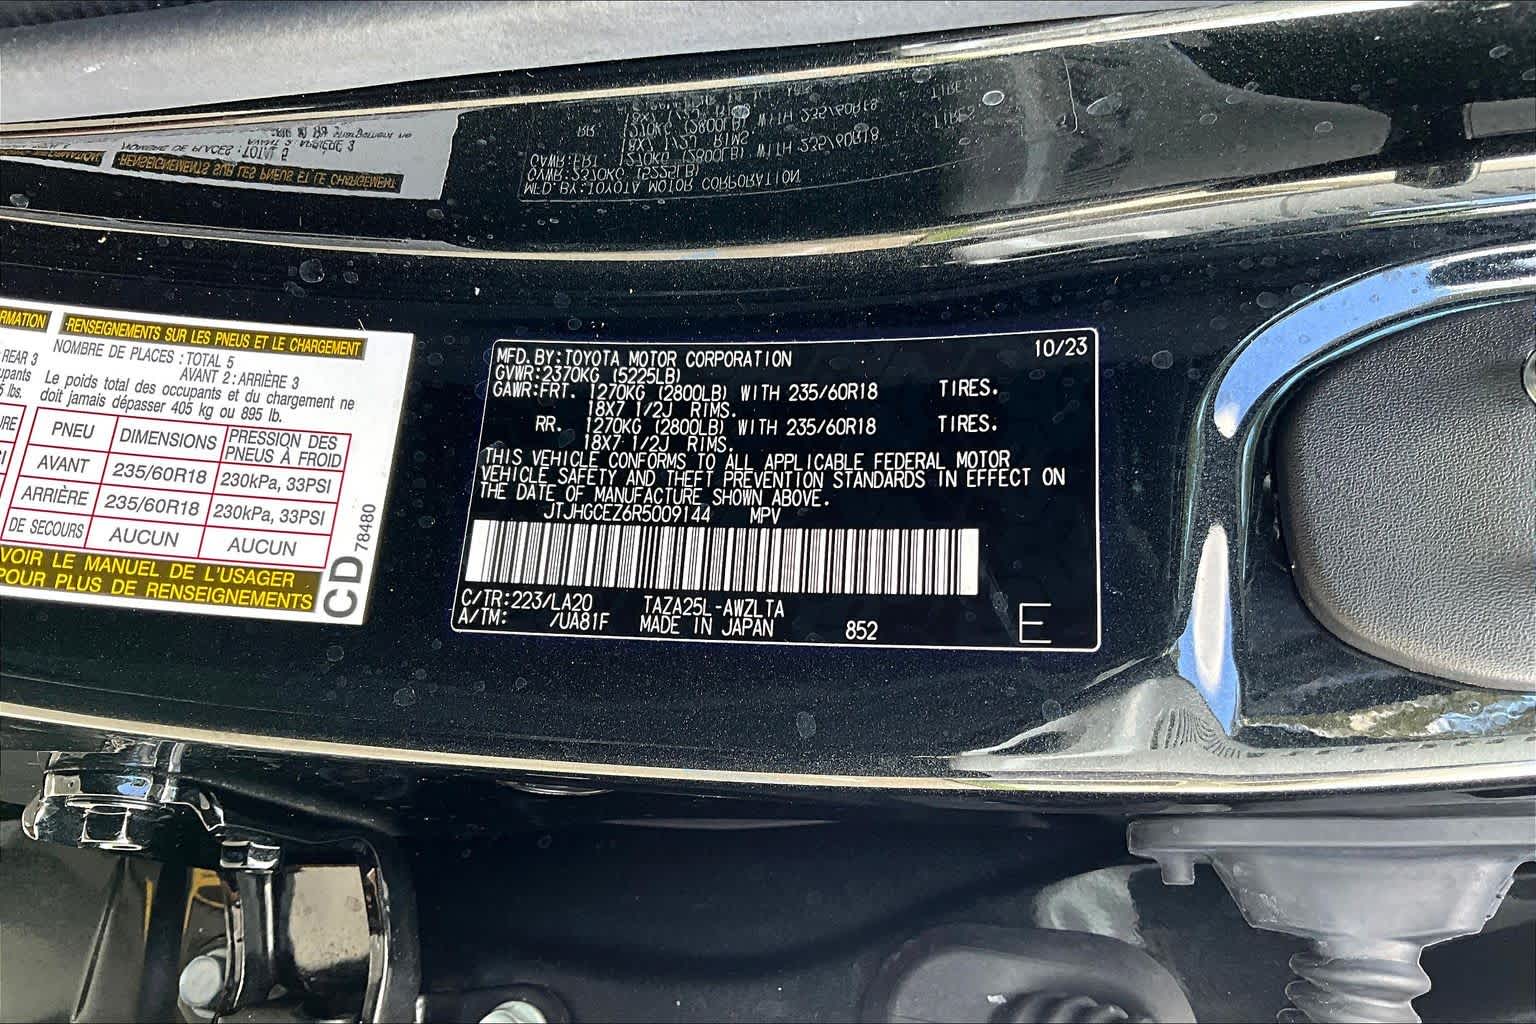 RMATION
RENSEIGNEMENTS SUR LES PNEUS ET LE CHARGEMENT
REAR 3
NOMBRE DE PLACES : TOTAL 5
AVANT 2 : ARRIÈRE 3
lbs.
Le poids total des occupants et du chargement ne
doit jamais dépasser 405 kg ou 895 lb.
PNEU DIMENSIONS PRESSION DES PNEUS À FROID
AVANT 235/60R18 230kPa, 33PSI
ARRIÈRE 235/60R18 230kPa, 33PSI
DE SECOURS AUCUN AUCUN
VOIR LE MANUEL DE L'USAGER
POUR PLUS DE RENSEIGNEMENTS
CD 78480
MFD. BY: TOYOTA MOTOR CORPORATION 10/23
GVWR: 2370KG (5225LB)
GAWR: FRT. 1270KG (2800LB) WITH 235/60R18 TIRES.
18X7 1/2J RIMS.
RR. 1270KG (2800LB) WITH 235/60R18 TIRES.
18X7 1/2J RIMS.
THIS VEHICLE CONFORMS TO ALL APPLICABLE FEDERAL MOTOR
VEHICLE SAFETY AND THEFT PREVENTION STANDARDS IN EFFECT ON
THE DATE OF MANUFACTURE SHOWN ABOVE.
JTJHGCEZ6R5009144 MPV
C/TR: 223/LA20 TAZA25L-AWZLTA
A/TM: /UA81F MADE IN JAPAN 852 E